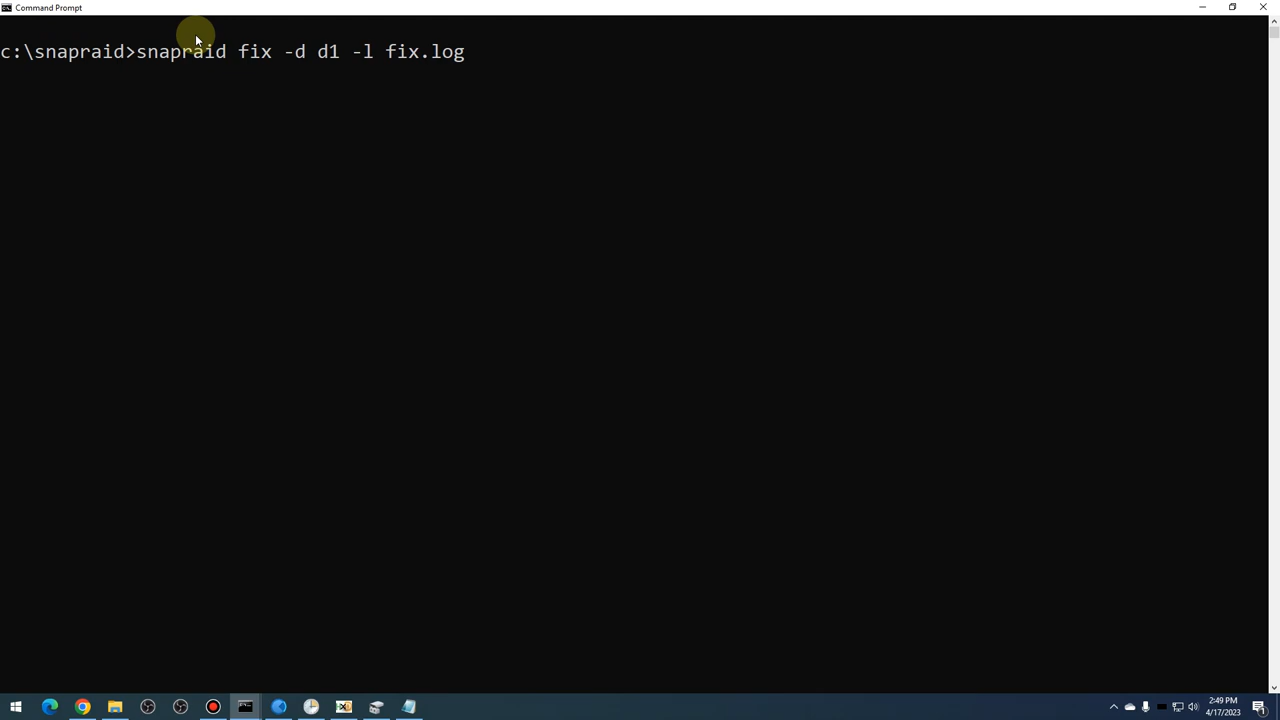 Command Prompt
c:\snapraid>snapraid fix -d d1 -l fix.log
2:49 PM
4/17/2023